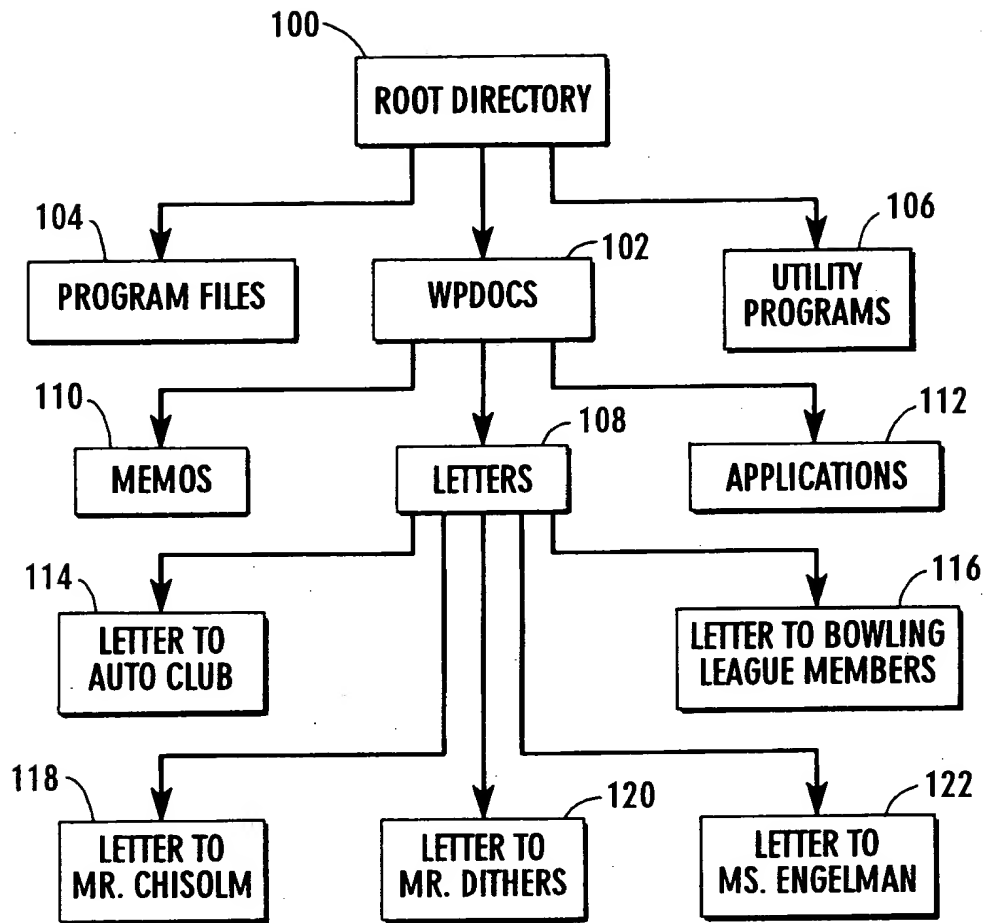 100
ROOT DIRECTORY
104
102
106
PROGRAM FILES
WPDOCS
UTILITY
PROGRAMS
110
108
112
MEMOS
LETTERS
APPLICATIONS
114
116
LETTER TO
AUTO CLUB
LETTER TO BOWLING
LEAGUE MEMBERS
118
120
122
LETTER TO
MR. CHISOLM
LETTER TO
MR. DITHERS
LETTER TO
MS. ENGELMAN